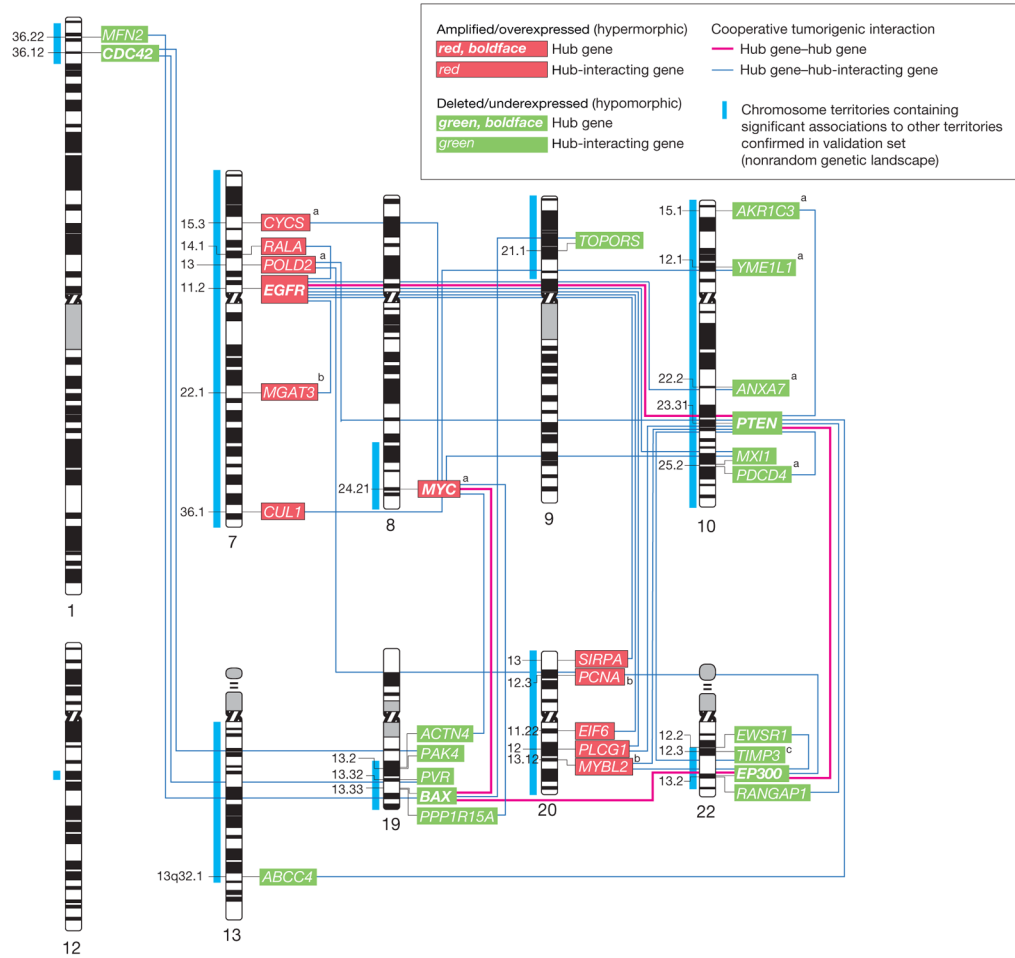 Amplified/overexpressed (hypermorphic)
red, boldface Hub gene
red Hub-interacting gene
Deleted/underexpressed (hypomorphic)
green, boldface Hub gene
green Hub-interacting gene
Cooperative tumorigenic interaction
Hub gene–hub gene
Hub gene–hub-interacting gene
Chromosome territories containing
significant associations to other territories
confirmed in validation set
(nonrandom genetic landscape)
36.22 MFN2
36.12 CDC42
1
15.3 CYCS a
14.1 RALA
13 POLD2 a
11.2 EGFR
22.1 MGAT3 b
36.1 CUL1
7
24.21 MYC a
8
21.1 TOPORS
9
15.1 AKR1C3 a
12.1 YME1L1 a
22.2 ANXA7 a
23.31 PTEN
MXI1
25.2 PDCD4 a
10
12
13q32.1 ABCC4
13
ACTN4
13.2 PAK4
13.32 PVR
13.33 BAX
PPP1R15A
19
13 SIRPA
12.3 PCNA b
11.22 EIF6
12 PLCG1
13.12 MYBL2 b
20
12.2 EWSR1
12.3 TIMP3 c
13.2 EP300
RANGAP1
22